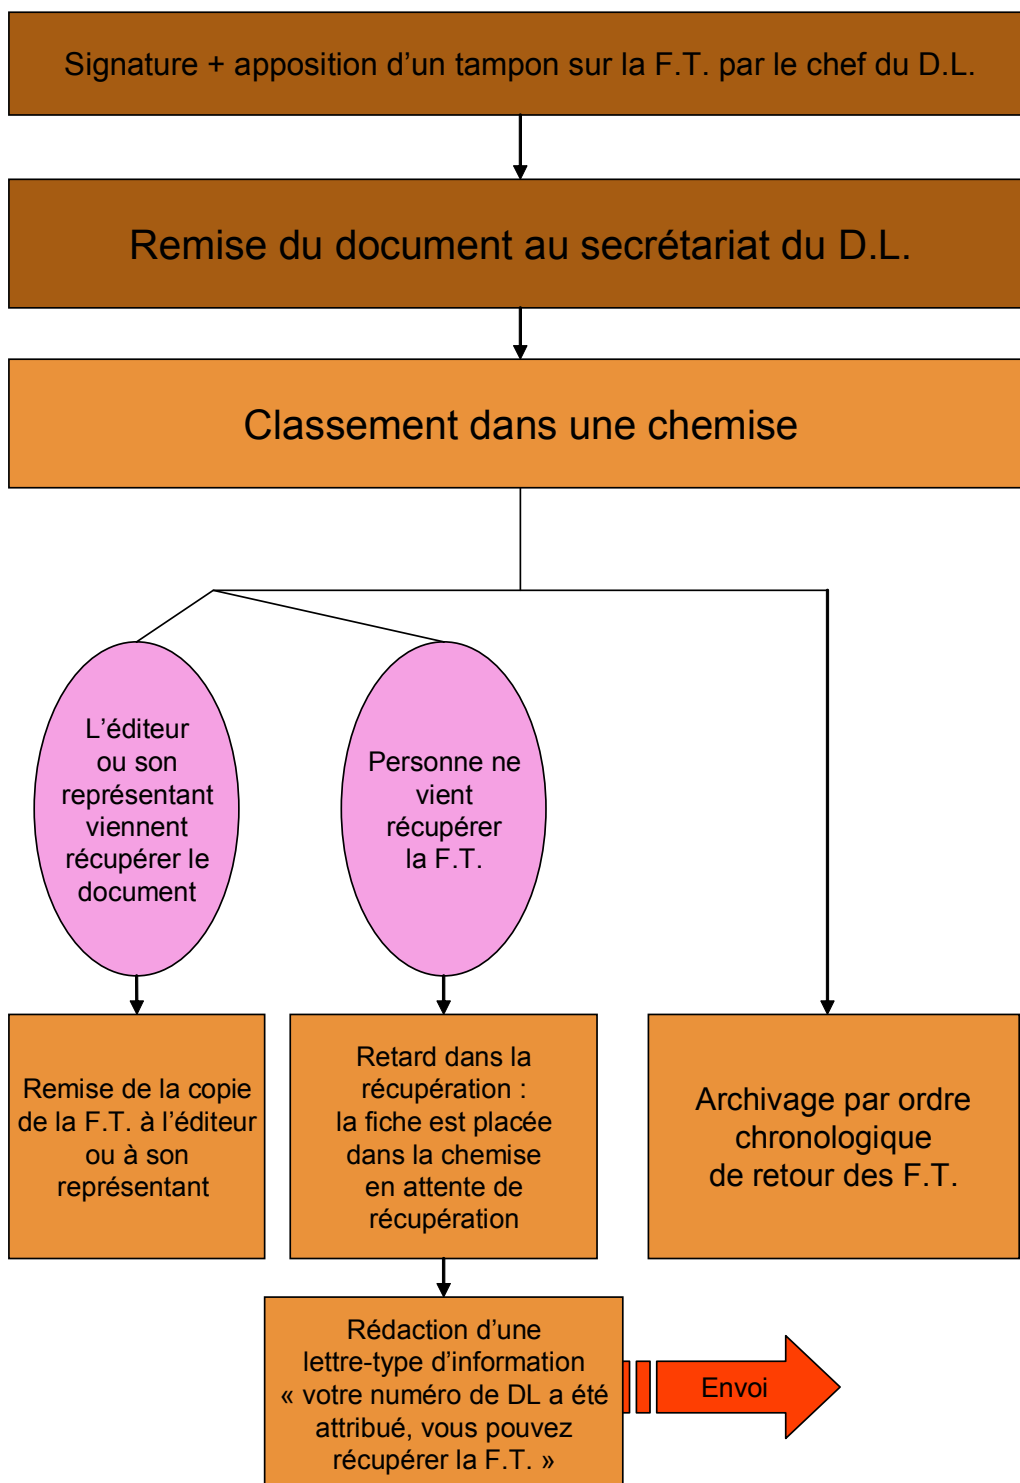 Signature + apposition d’un tampon sur la F.T. par le chef du D.L.
Remise du document au secrétariat du D.L.
Classement dans une chemise
L’éditeur
ou son
représentant
viennent
récupérer le
document
Personne ne
vient
récupérer
la F.T.
Remise de la copie
de la F.T. à l’éditeur
ou à son
représentant
Retard dans la
récupération :
la fiche est placée
dans la chemise
en attente de
récupération
Archivage par ordre
chronologique
de retour des F.T.
Rédaction d’une
lettre-type d’information
« votre numéro de DL a été
attribué, vous pouvez
récupérer la F.T. »
Envoi